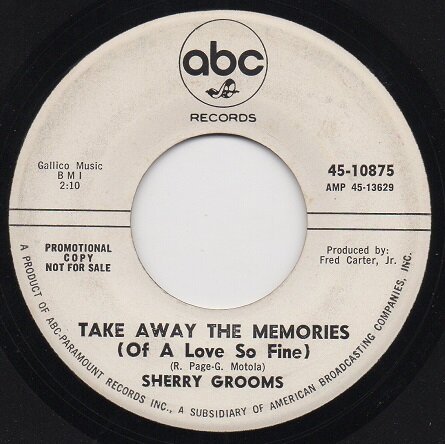 abc
RECORDS
Gallico Music
BMI
2:10
45-10875
AMP 45-13629
PROMOTIONAL
COPY
NOT FOR SALE
Produced by:
Fred Carter, Jr.
TAKE AWAY THE MEMORIES
(Of A Love So Fine)
(R. Page-G. Motola)
SHERRY GROOMS
A PRODUCT OF ABC-PARAMOUNT RECORDS INC., A SUBSIDIARY OF AMERICAN BROADCASTING COMPANIES, INC.